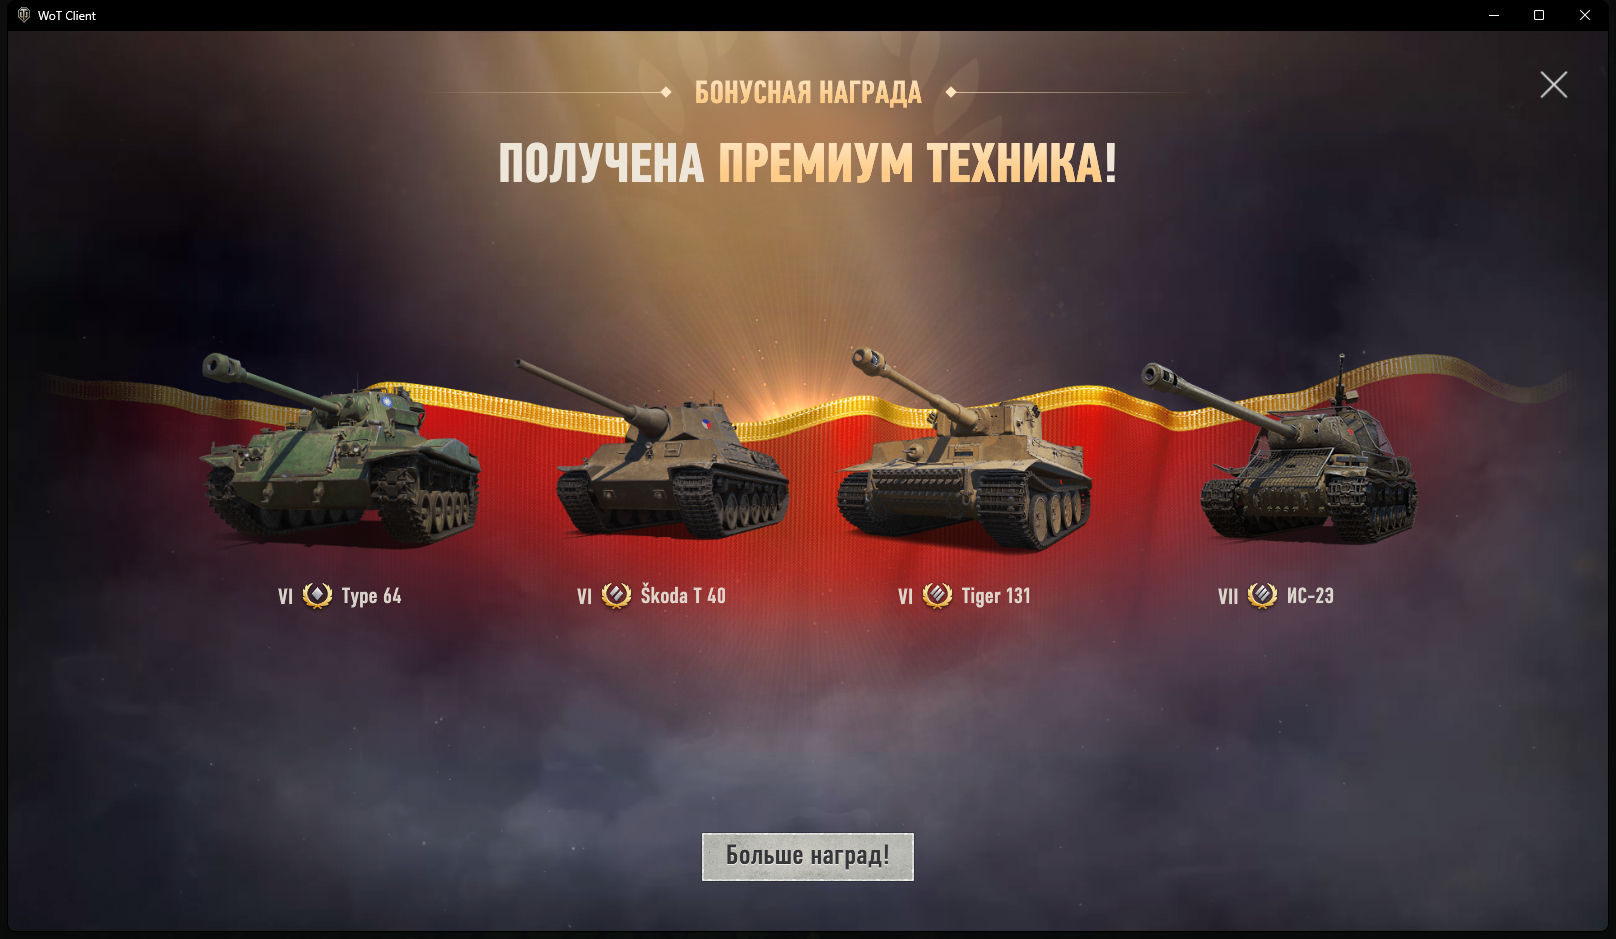 WoT Client
БОНУСНАЯ НАГРАДА
ПОЛУЧЕНА ПРЕМИУМ ТЕХНИКА!
VI Type 64
VI Škoda T 40
VI Tiger 131
VII ИС-2Э
Больше наград!